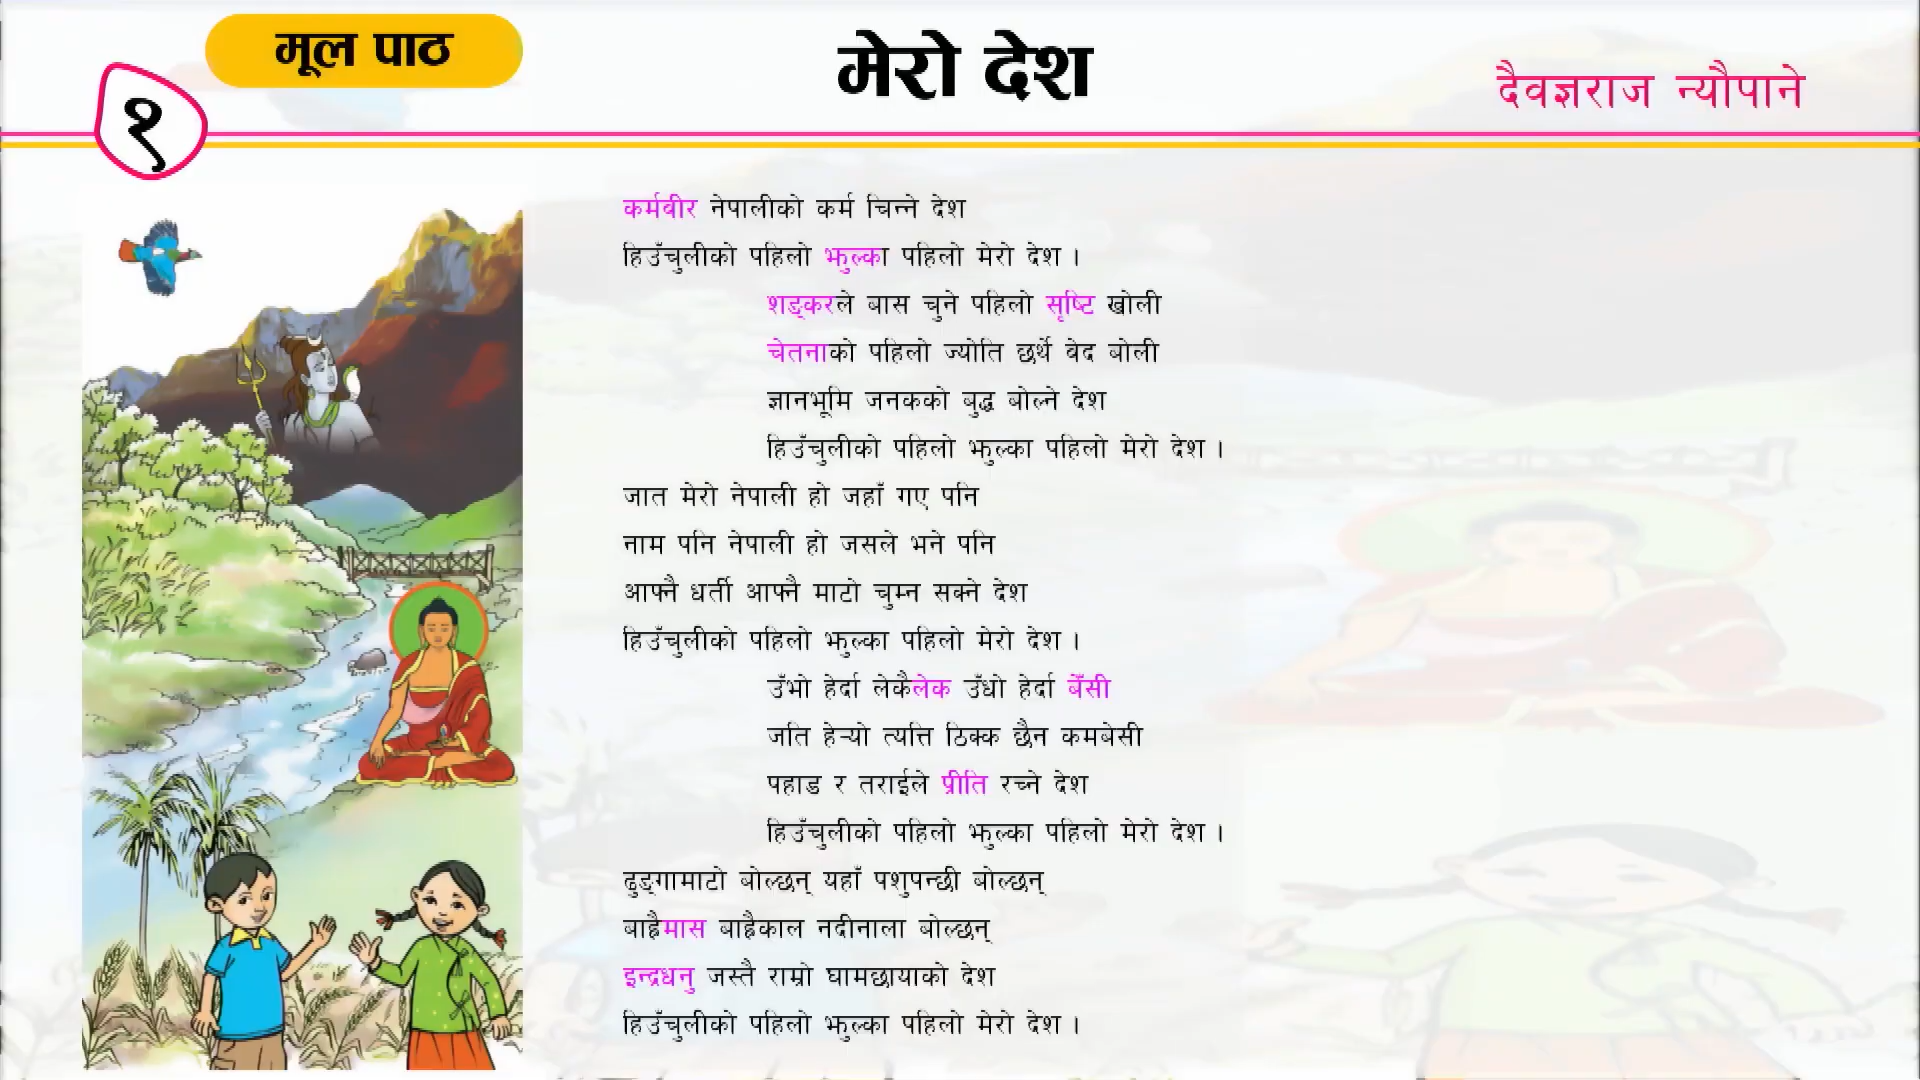 मूल पाठ
१
मेरो देश
दैवज्ञराज न्यौपाने
कर्मबीर नेपालीको कर्म चिन्ने देश
हिउँचुलीको पहिलो झुल्का पहिलो मेरो देश ।
शङ्करले बास चुने पहिलो सृष्टि खोली
चेतनाको पहिलो ज्योति छर्थे वेद बोली
ज्ञानभूमि जनकको बुद्ध बोल्ने देश
हिउँचुलीको पहिलो झुल्का पहिलो मेरो देश ।
जात मेरो नेपाली हो जहाँ गए पनि
नाम पनि नेपाली हो जसले भने पनि
आफ्नै धर्ती आफ्नै माटो चुम्न सक्ने देश
हिउँचुलीको पहिलो झुल्का पहिलो मेरो देश ।
उँभो हेर्दा लेकैलेक उँधो हेर्दा बेँसी
जति हेऱ्यो त्यत्ति ठिक्क छैन कमबेसी
पहाड र तराईले प्रीति रच्ने देश
हिउँचुलीको पहिलो झुल्का पहिलो मेरो देश ।
ढुङ्गामाटो बोल्छन् यहाँ पशुपन्छी बोल्छन्
बाह्रैमास बाह्रैकाल नदीनाला बोल्छन्
इन्द्रधनु जस्तै राम्रो घामछायाको देश
हिउँचुलीको पहिलो झुल्का पहिलो मेरो देश ।